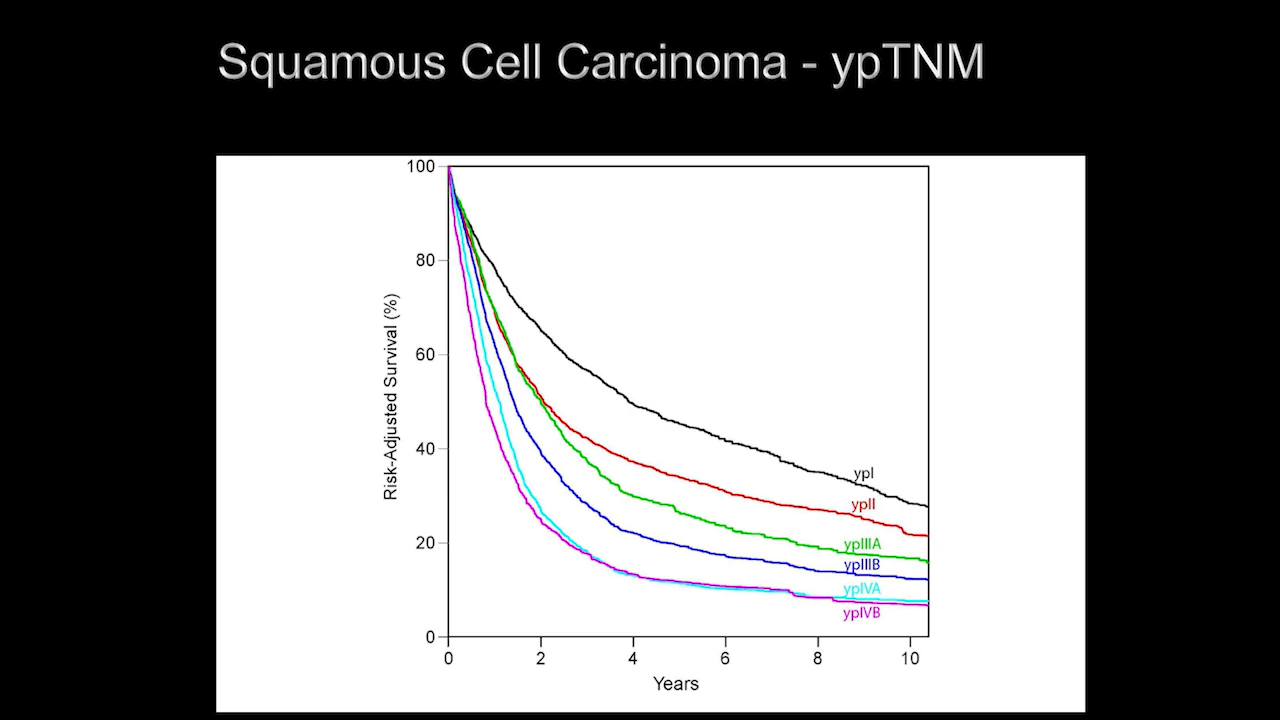 Squamous Cell Carcinoma - ypTNM
100
80
60
40
20
0
Risk-Adjusted Survival (%)
ypI
ypII
ypIIIA
ypIIIB
ypIVA
ypIVB
0 2 4 6 8 10
Years